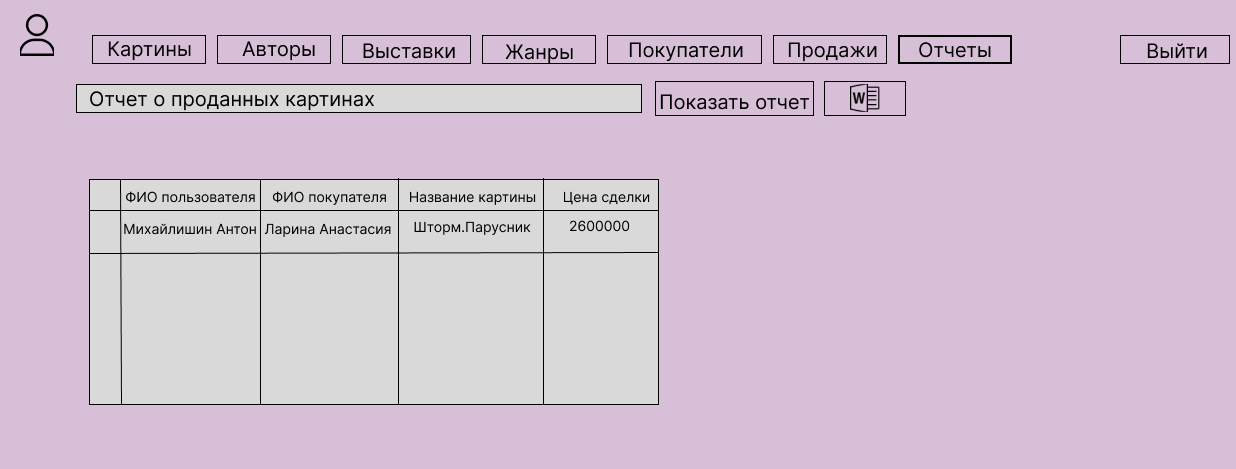 Картины Авторы Выставки Жанры Покупатели Продажи Отчеты Выйти
Отчет о проданных картинах Показать отчет W
ФИО пользователя ФИО покупателя Название картины Цена сделки
Михайлишин Антон Ларина Анастасия Шторм.Парусник 2600000